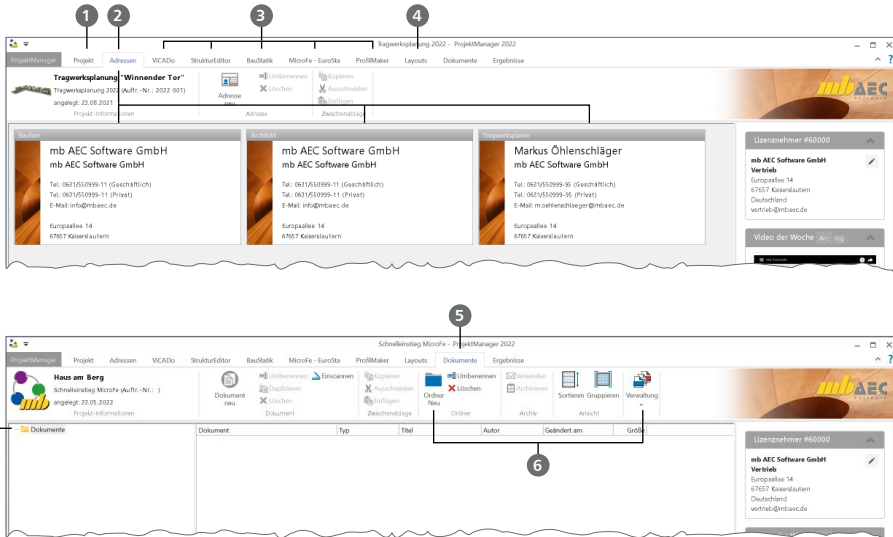 1 2 3 4
Tragwerksplanung 2022 - ProjektManager 2022
ProjektManager Projekt Adressen ViCADo StrukturEditor BauStatik MicroFe - EuroSta ProfilMaker Layouts Dokumente Ergebnisse
Tragwerksplanung "Winnender Tor"
Tragwerksplanung 2022 (Auftr.-Nr.: 2022 001)
angelegt: 23.08.2021
Projekt-Informationen
Adresse neu
Umbenennen
Löschen
Adresse
Kopieren
Ausschneiden
Einfügen
Zwischenablage
mb AEC
Software
Bauherr
mb AEC Software GmbH
mb AEC Software GmbH
Tel.: 0631/550999-11 (Geschäftlich)
Tel.: 0631/550999-11 (Privat)
E-Mail: info@mbaec.de
Europaallee 14
67657 Kaiserslautern
Architekt
mb AEC Software GmbH
mb AEC Software GmbH
Tel.: 0631/550999-11 (Geschäftlich)
Tel.: 0631/550999-11 (Privat)
E-Mail: info@mbaec.de
Europaallee 14
67657 Kaiserslautern
Tragwerksplaner
Markus Öhlenschläger
mb AEC Software GmbH
Tel.: 0631/550999-95 (Geschäftlich)
Tel.: 0631/550999-95 (Privat)
E-Mail: m.oehlenschlaeger@mbaec.de
Europaallee 14
67657 Kaiserslautern
Lizenznehmer #60000
mb AEC Software GmbH
Vertrieb
Europaallee 14
67657 Kaiserslautern
Deutschland
vertrieb@mbaec.de
Video der Woche Arc Ing
5
Schnelleinstieg MicroFe - ProjektManager 2022
ProjektManager Projekt Adressen ViCADo StrukturEditor BauStatik MicroFe - EuroSta ProfilMaker Layouts Dokumente Ergebnisse
mb
Haus am Berg
Schnelleinstieg MicroFe (Auftr.-Nr.: )
angelegt: 23.05.2022
Projekt-Informationen
Dokument neu
Umbenennen
Duplizieren
Löschen
Einscannen
Dokument
Kopieren
Ausschneiden
Einfügen
Zwischenablage
Ordner Neu
Umbenennen
Löschen
Ordner
Versenden
Archivieren
Archiv
Sortieren Gruppieren
Ansicht
Verwaltung
mb AEC
Software
Dokumente
Dokument Typ Titel Autor Geändert am Größe
6
Lizenznehmer #60000
mb AEC Software GmbH
Vertrieb
Europaallee 14
67657 Kaiserslautern
Deutschland
vertrieb@mbaec.de